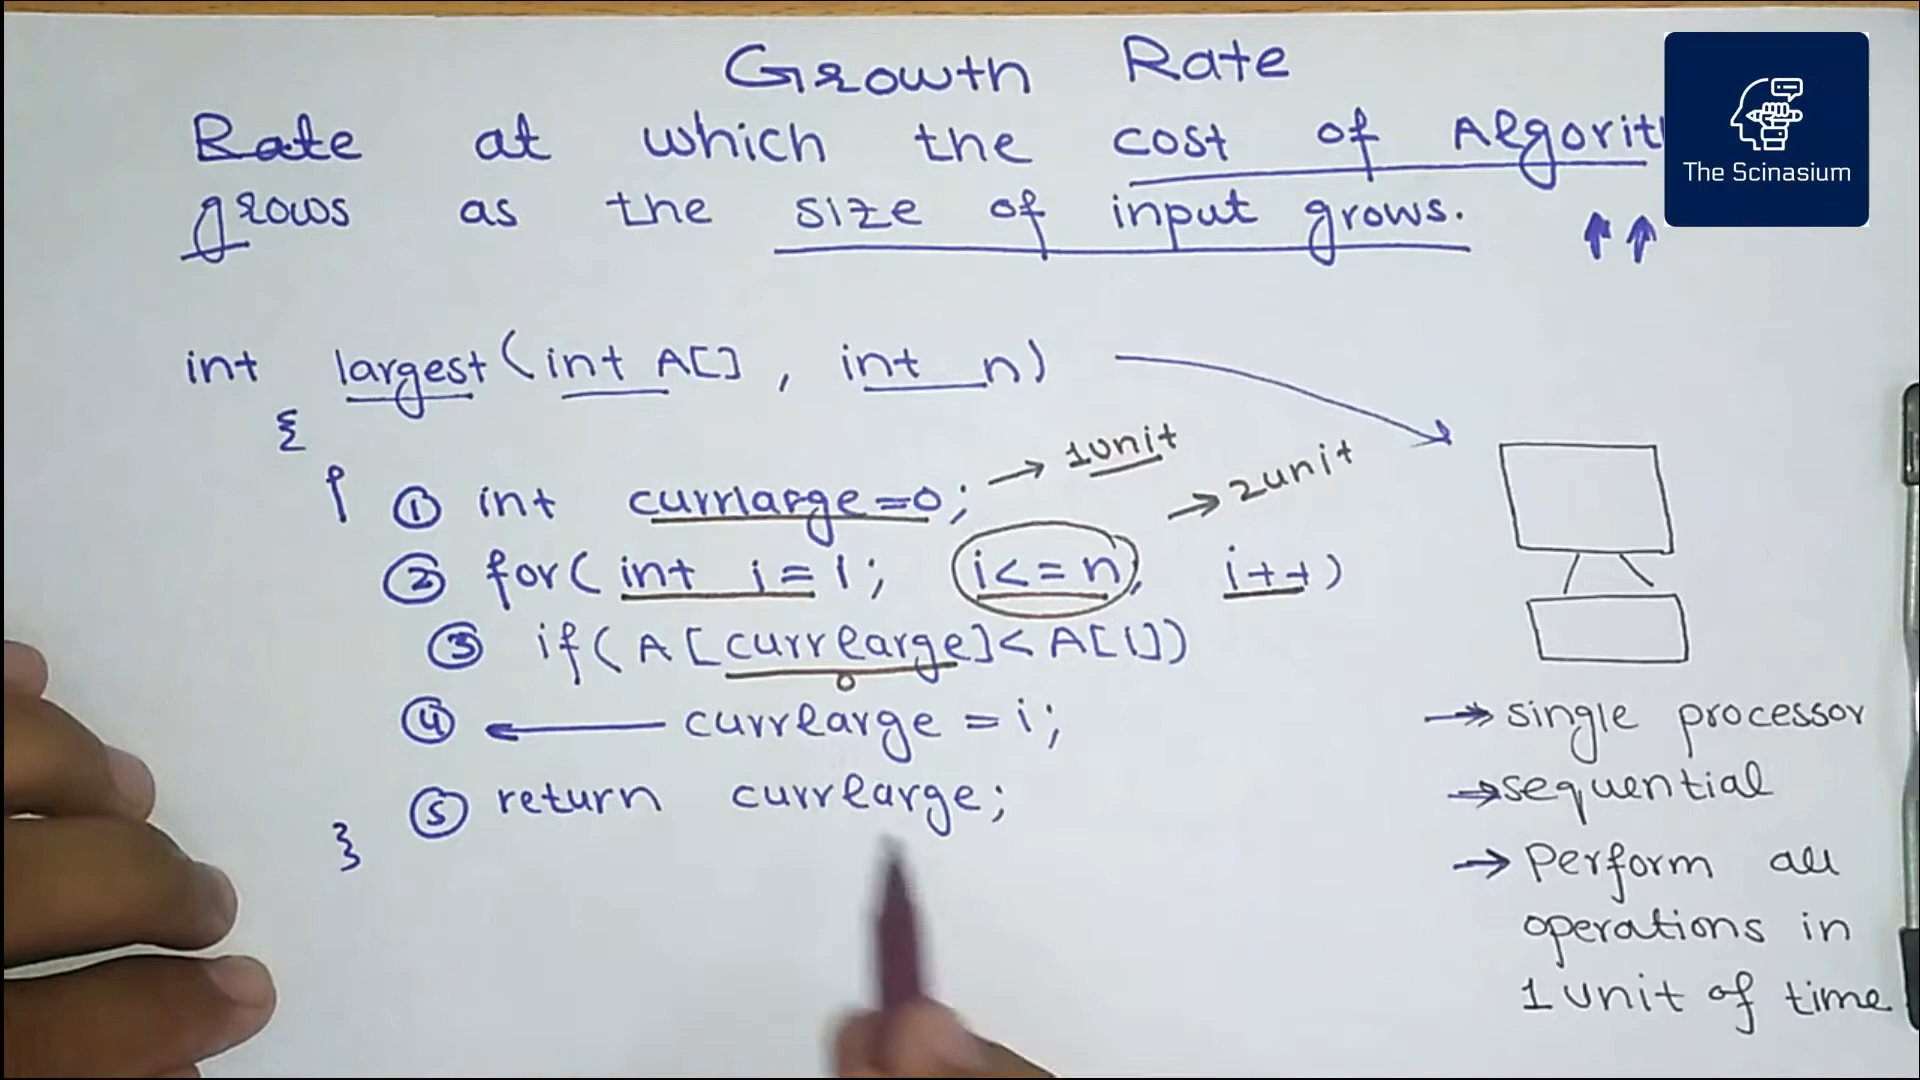 Growth Rate
Rate at which the cost of Algorit
grows as the size of input grows.
The Scinasium
int largest(int A[], int n)
{
① int currlarge=0; → 1unit
② for(int i=1; i<=n; i++) → 2unit
③ if(A[currlarge]<A[i])
0
④ ← currlarge = i;
⑤ return currlarge;
}
→ single processor
→ sequential
→ Perform all
operations in
1 unit of time